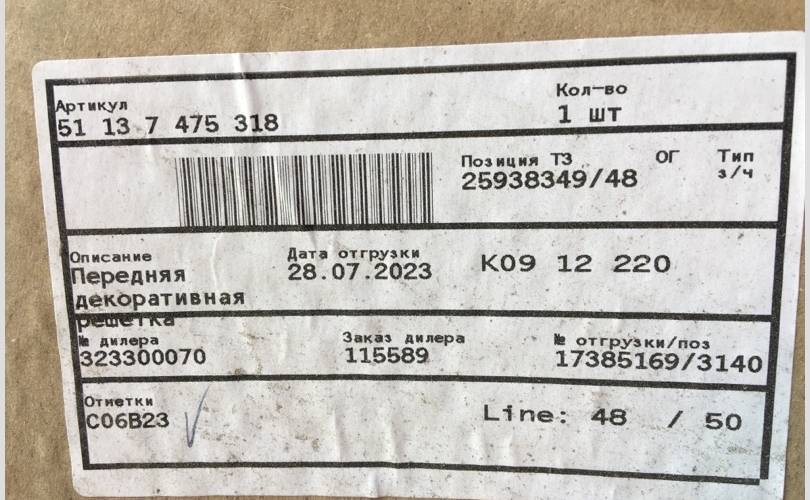 Артикул
51 13 7 475 318
Кол-во
1 шт
Позиция ТЗ
25938349/48
ОГ
Тип
з/ч
Описание
Передняя
декоративная
решетка
Дата отгрузки
28.07.2023
K09 12 220
№ дилера
323300070
Заказ дилера
115589
№ отгрузки/поз
17385169/3140
Отметки
C06B23
Line: 48 / 50